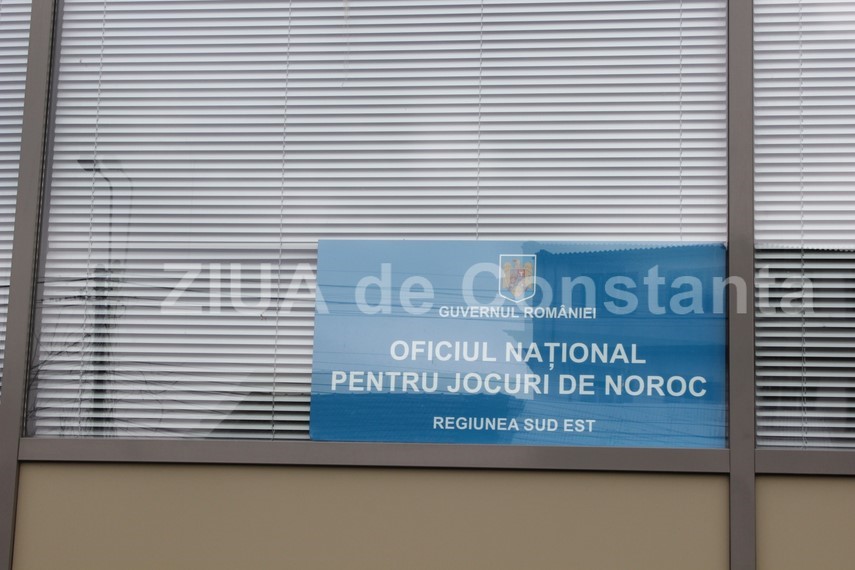 ZIUA de Constanta
GUVERNUL ROMÂNIEI
OFICIUL NAȚIONAL
PENTRU JOCURI DE NOROC
REGIUNEA SUD EST